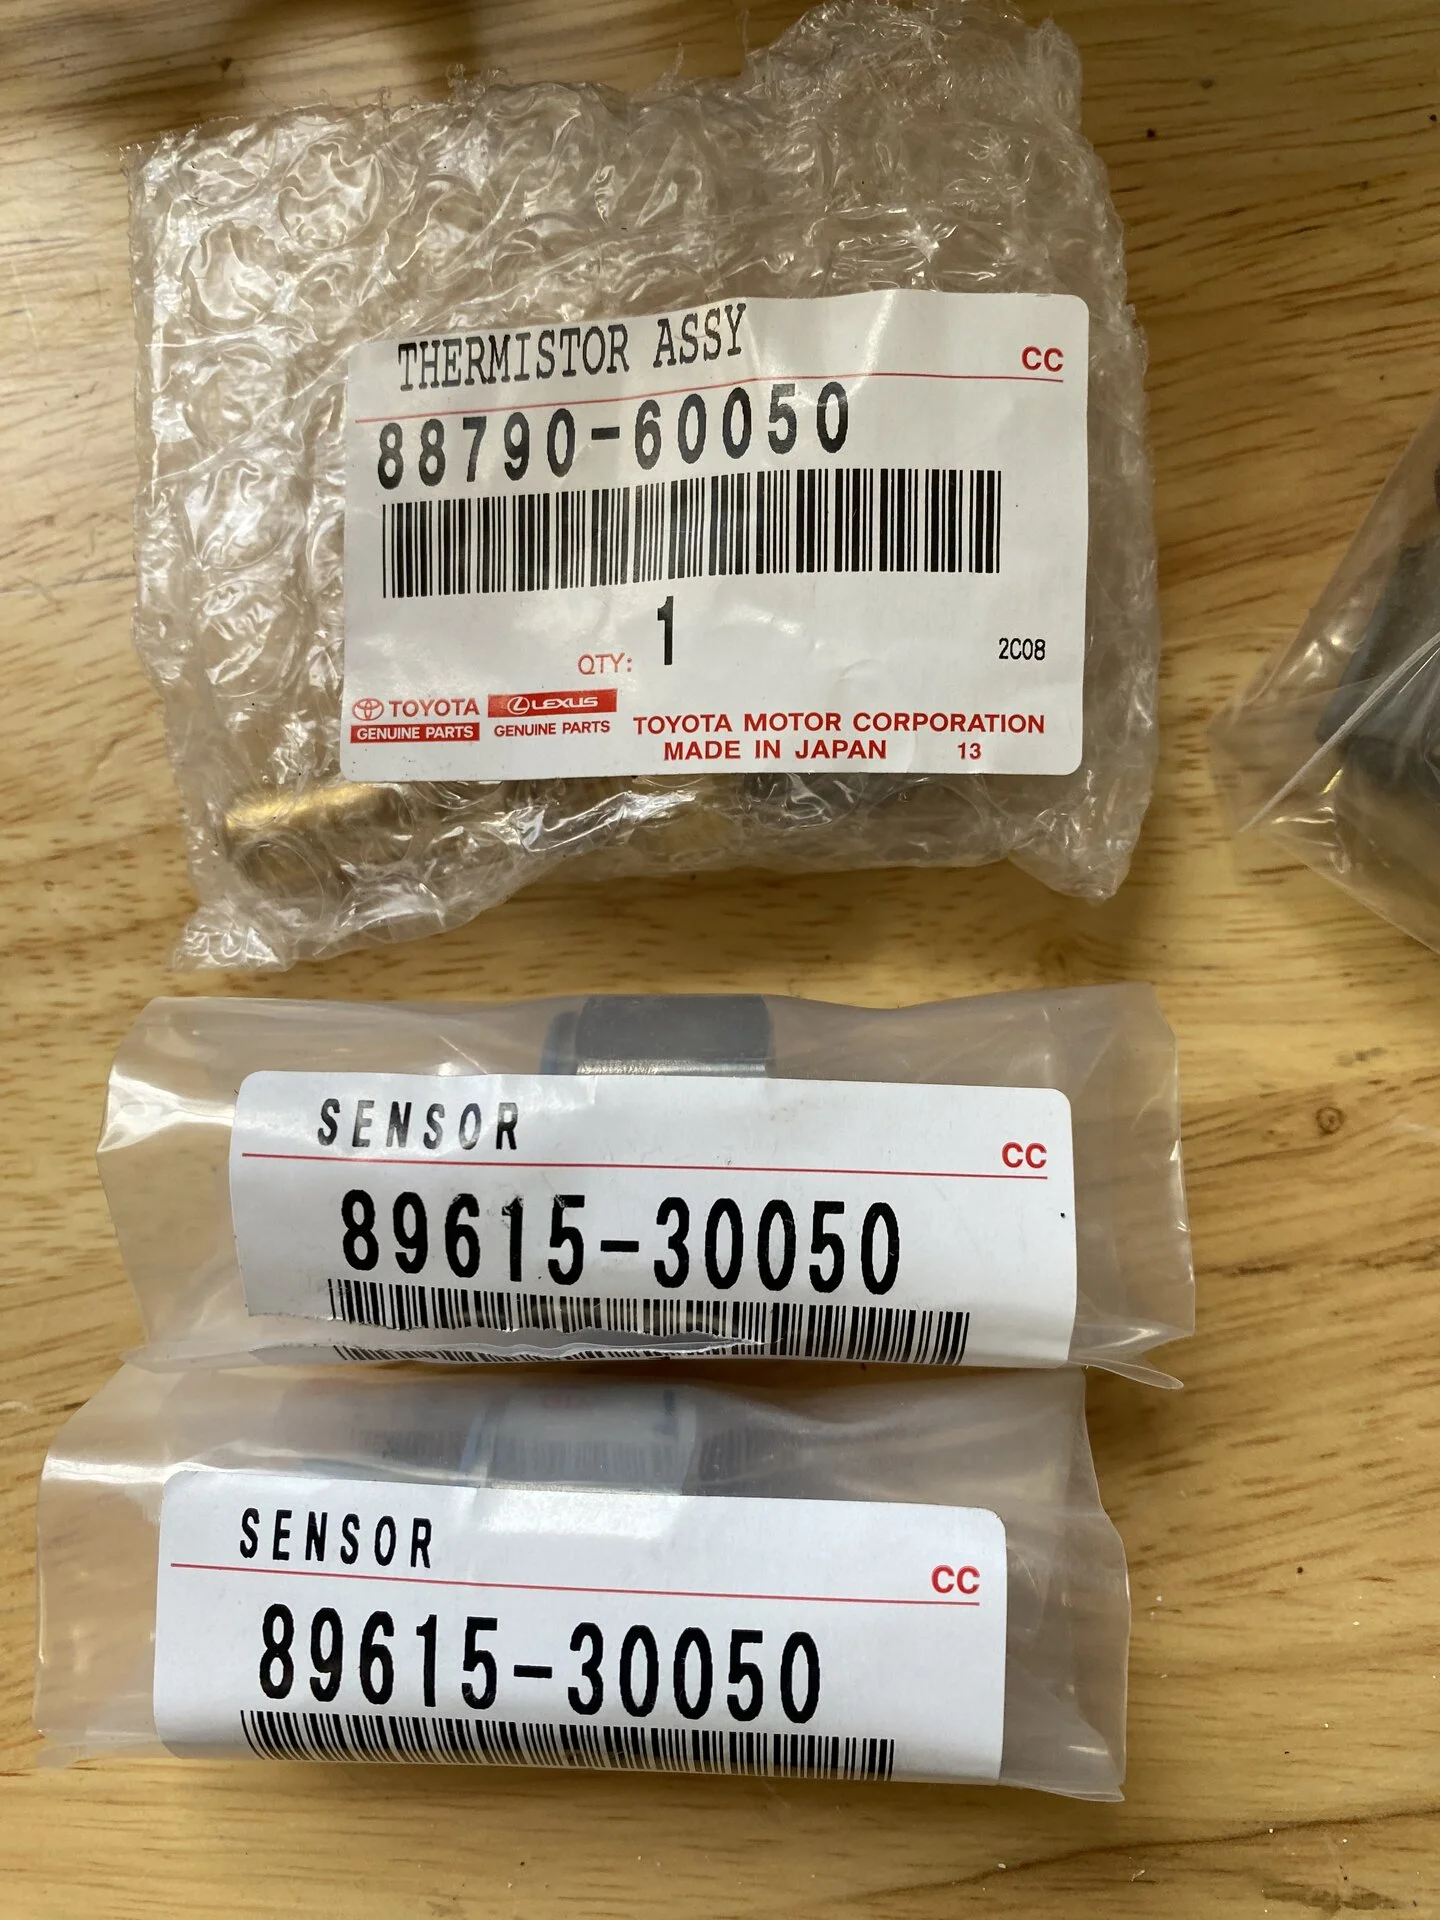 THERMISTOR ASSY
CC
88790-60050
QTY: 1
2C08
TOYOTA
GENUINE PARTS
LEXUS
GENUINE PARTS
TOYOTA MOTOR CORPORATION
MADE IN JAPAN 13
SENSOR
CC
89615-30050
SENSOR
CC
89615-30050